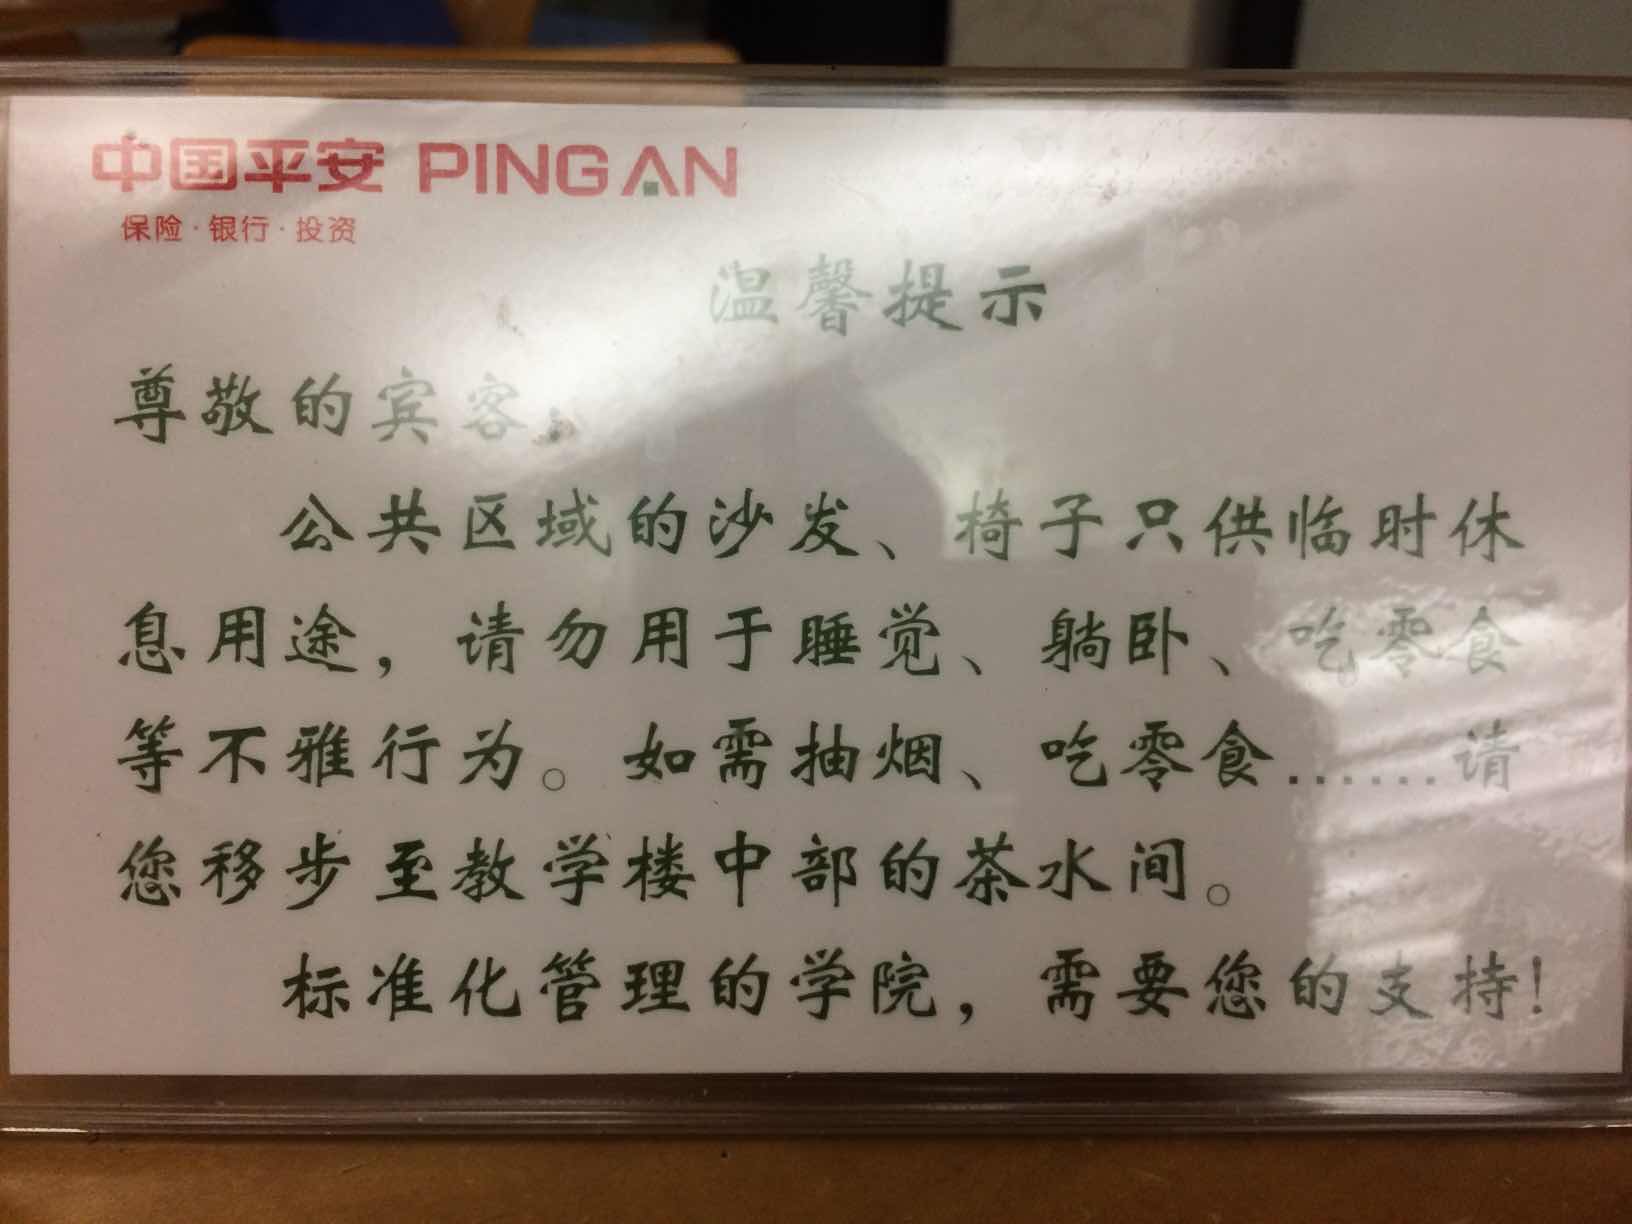 中国平安 PINGAN
保险·银行·投资
温馨提示
尊敬的宾客：
公共区域的沙发、椅子只供临时休
息用途，请勿用于睡觉、躺卧、吃零食
等不雅行为。如需抽烟、吃零食.......请
您移步至教学楼中部的茶水间。
标准化管理的学院，需要您的支持！